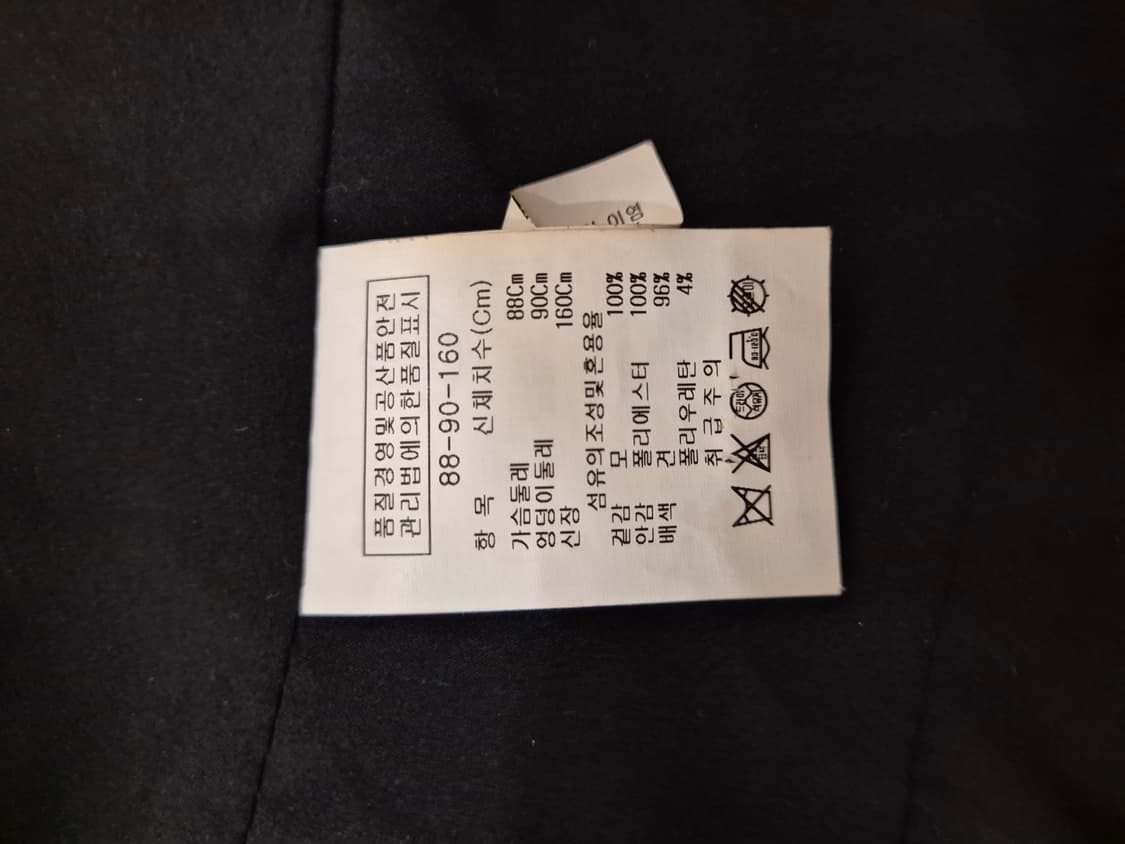 품질경영및공산품안전
관리법에의한품질표시
88-90-160
항 목 신체치수(Cm)
가슴둘레 88Cm
엉덩이둘레 90Cm
신장 160Cm
섬유의조성및혼용율
겉감 모 100%
안감 폴리에스터 100%
배색 견 96%
폴리우레탄 4%
취급주의
드라이